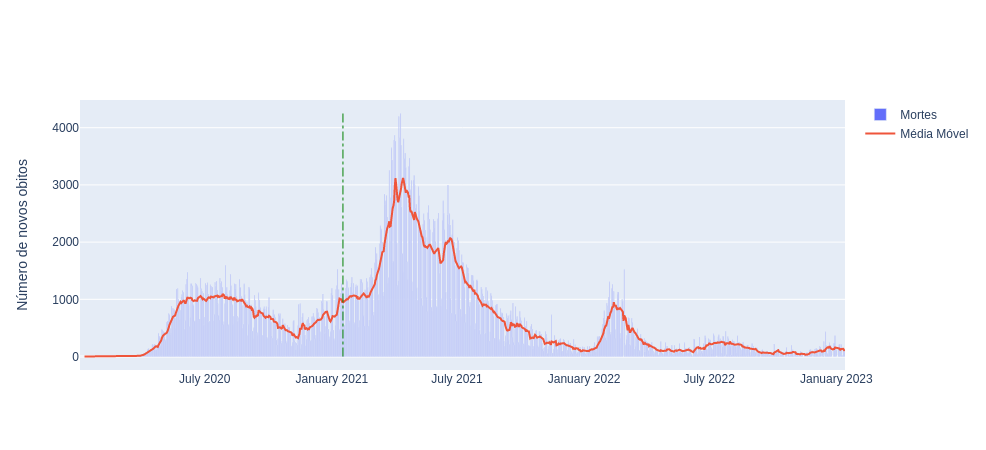 Número de novos obitos
4000
3000
2000
1000
0
July 2020
January 2021
July 2021
January 2022
July 2022
January 2023
Mortes
Média Móvel